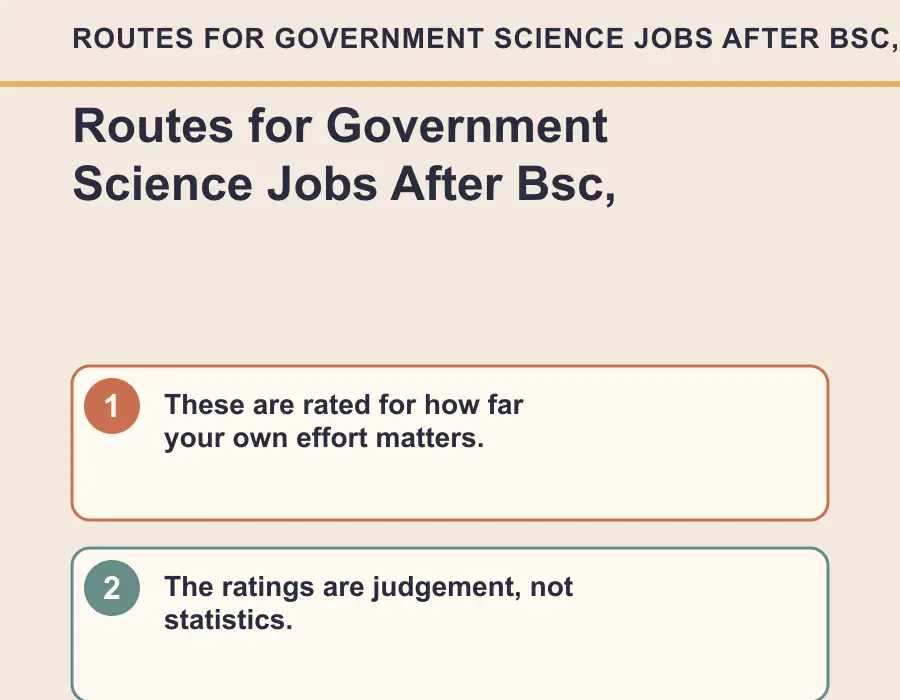 ROUTES FOR GOVERNMENT SCIENCE JOBS AFTER BSC,
Routes for Government
Science Jobs After Bsc,
1
These are rated for how far
your own effort matters.
2
The ratings are judgement, not
statistics.